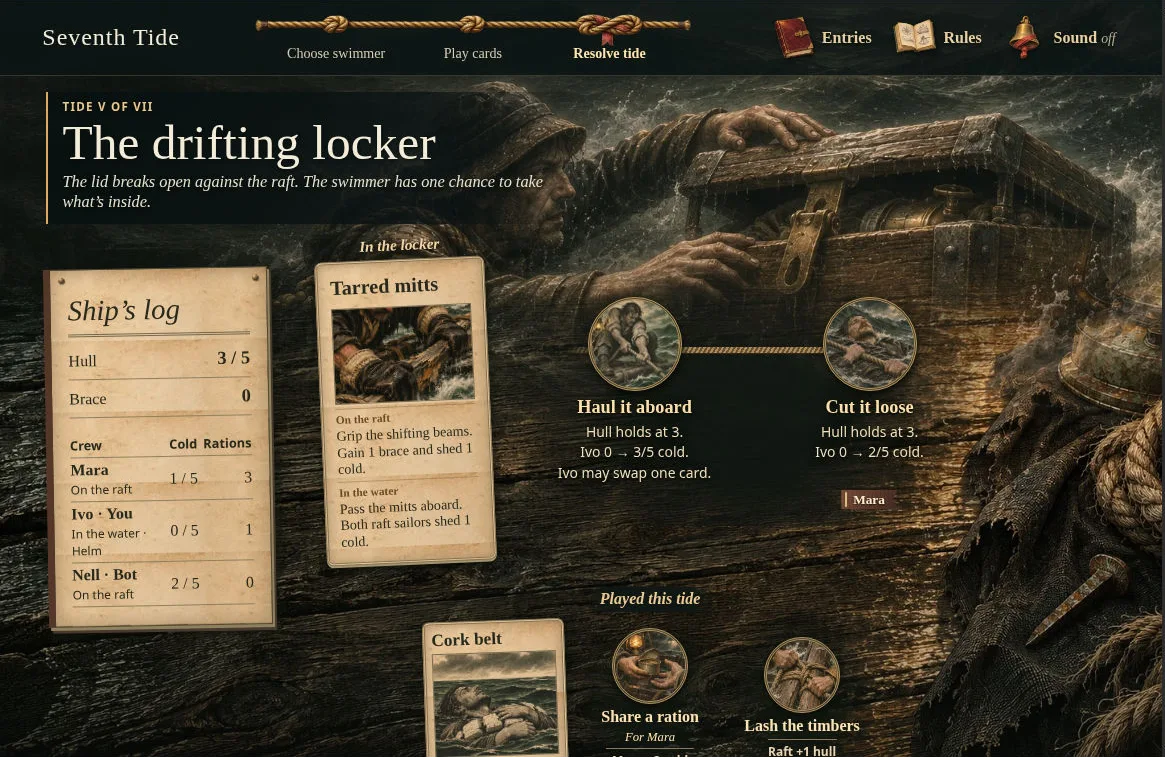 Seventh Tide
Choose swimmer
Play cards
Resolve tide
Entries
Rules
Sound off
TIDE V OF VII
The drifting locker
The lid breaks open against the raft. The swimmer has one chance to take
what’s inside.
Ship’s log
Hull 3 / 5
Brace 0
Crew Cold Rations
Mara
On the raft
1 / 5 3
Ivo · You
In the water ·
Helm
0 / 5 1
Nell · Bot
On the raft
2 / 5 0
In the locker
Tarred mitts
On the raft
Grip the shifting beams.
Gain 1 brace and shed 1
cold.
In the water
Pass the mitts aboard.
Both raft sailors shed 1
cold.
Haul it aboard
Hull holds at 3.
Ivo 0 → 3/5 cold.
Ivo may swap one card.
Cut it loose
Hull holds at 3.
Ivo 0 → 2/5 cold.
Mara
Played this tide
Cork belt
Share a ration
For Mara
Lash the timbers
Raft +1 hull